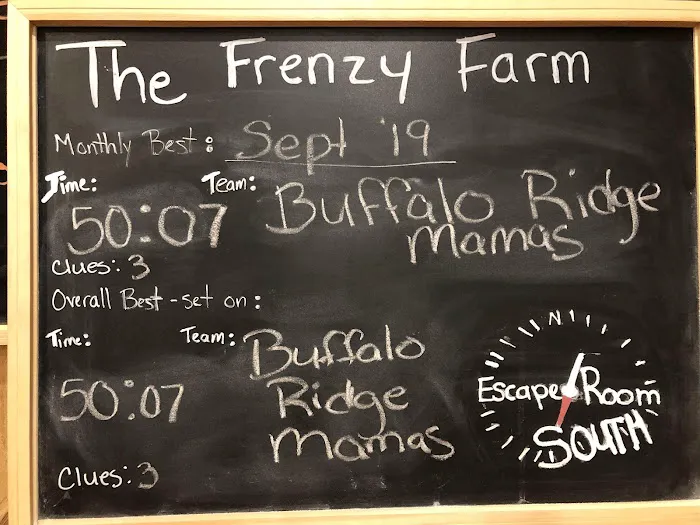 The Frenzy Farm
Monthly Best: Sept '19
Time: Team: Buffalo Ridge
50:07 Mamas
Clues: 3
Overall Best - set on:
Time: Team: Buffalo
50:07 Ridge
Mamas
Clues: 3
N
Escape Room
SOUTH